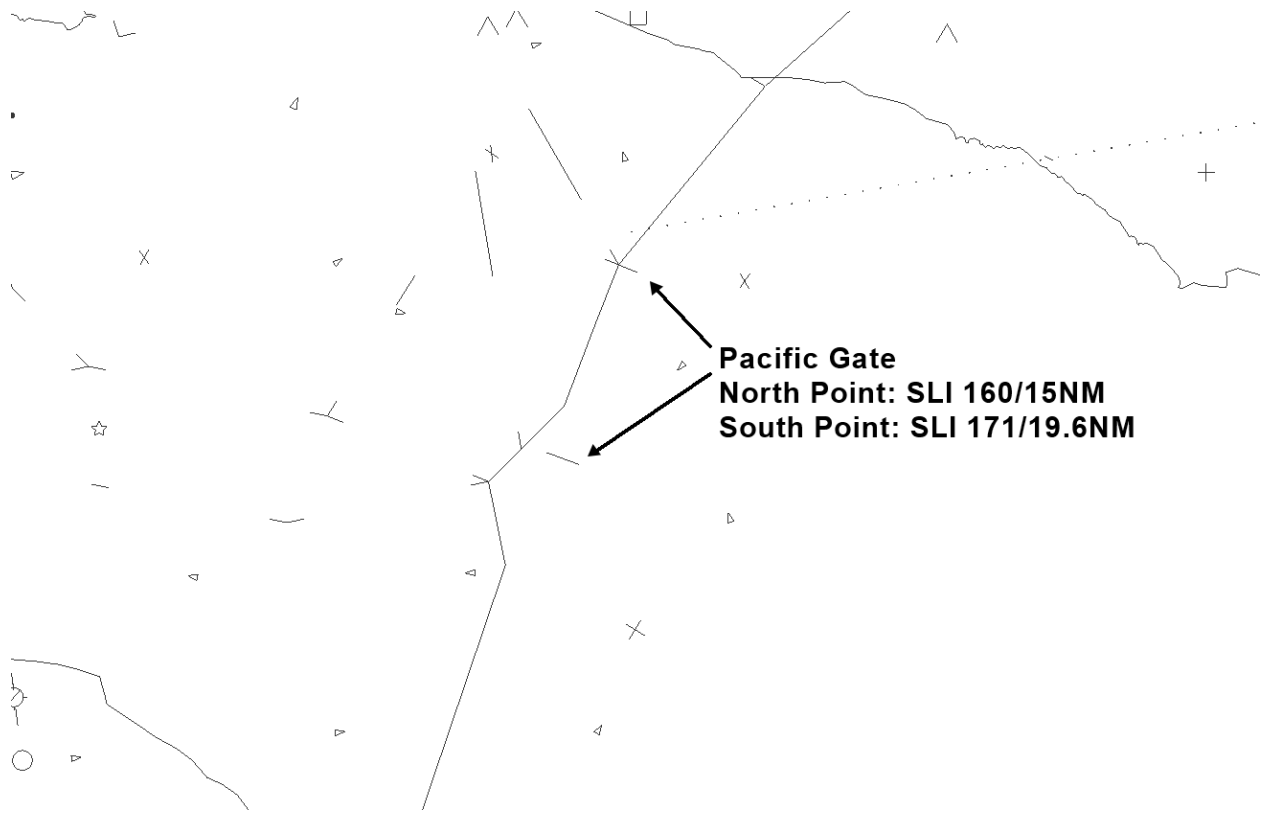 Pacific Gate
North Point: SLI 160/15NM
South Point: SLI 171/19.6NM